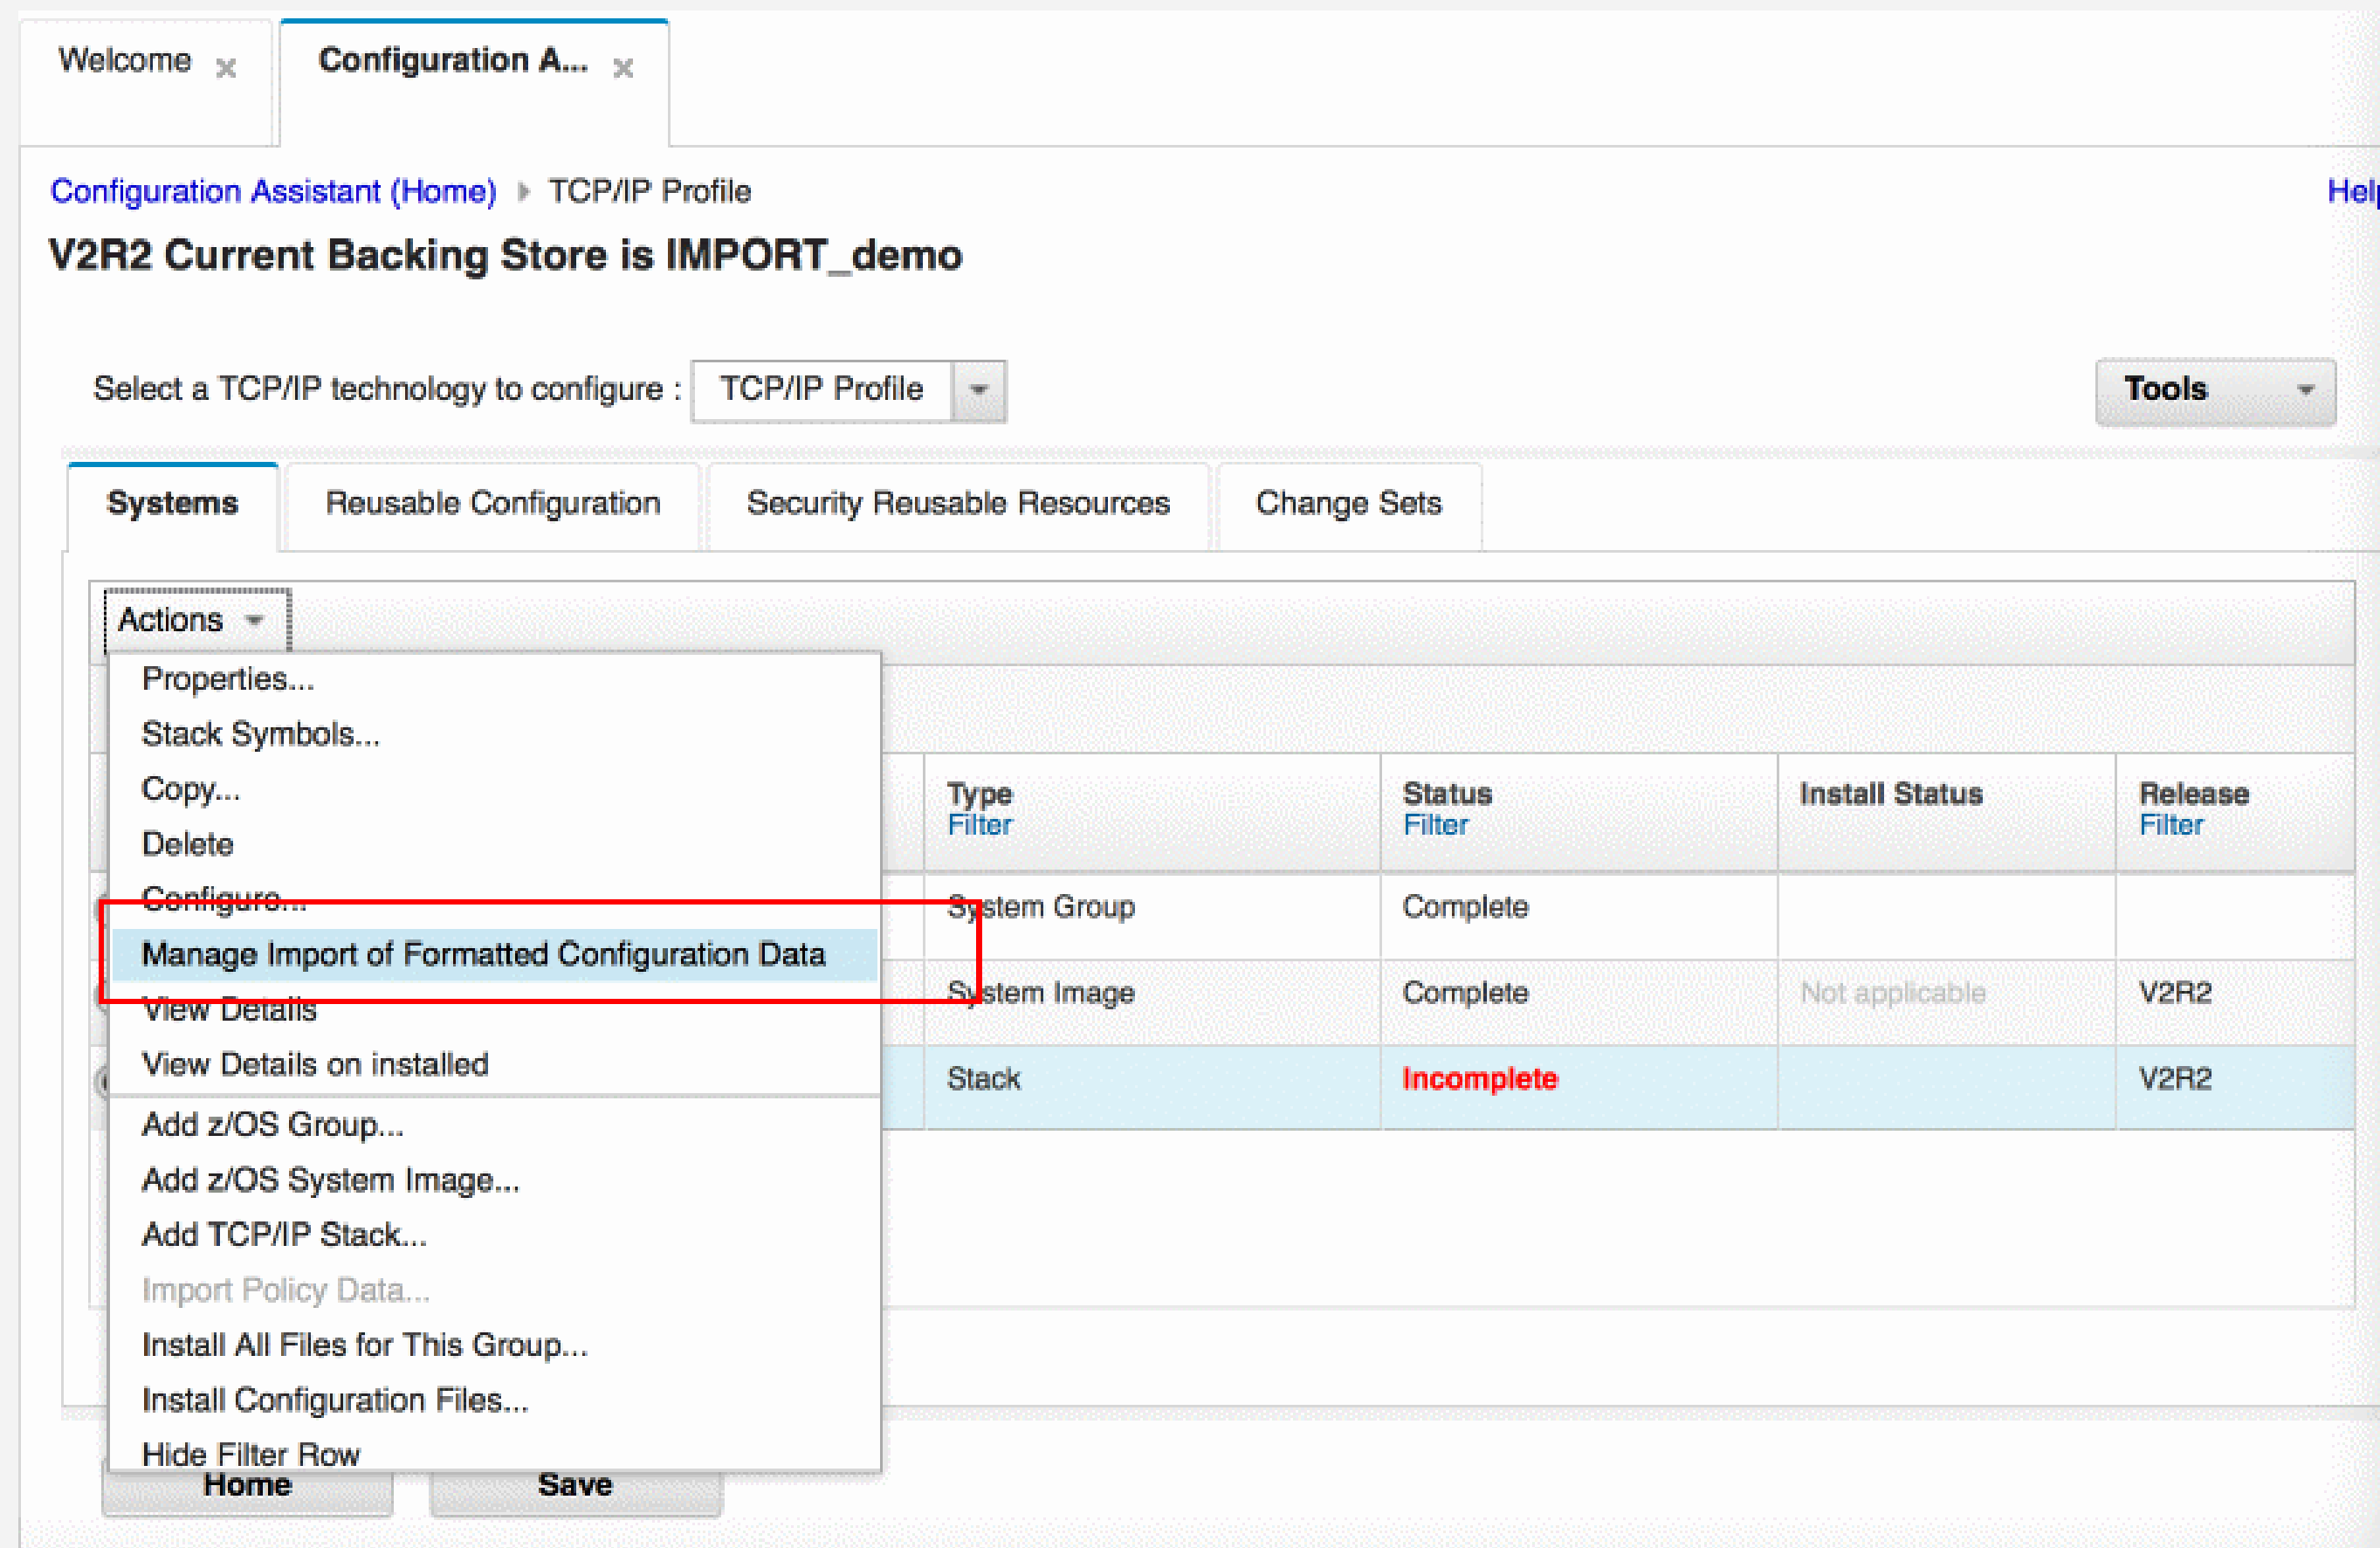 Welcome x Configuration A... x
Configuration Assistant (Home) TCP/IP Profile Help
V2R2 Current Backing Store is IMPORT_demo
Select a TCP/IP technology to configure : TCP/IP Profile Tools
Systems Reusable Configuration Security Reusable Resources Change Sets
Actions
Properties...
Stack Symbols...
Copy...
Delete
Configure...
Manage Import of Formatted Configuration Data
View Details
View Details on installed
Add z/OS Group...
Add z/OS System Image...
Add TCP/IP Stack...
Import Policy Data...
Install All Files for This Group...
Install Configuration Files...
Hide Filter Row
Type Status Install Status Release
Filter Filter Filter
System Group Complete
System Image Complete Not applicable V2R2
Stack Incomplete V2R2
Home Save